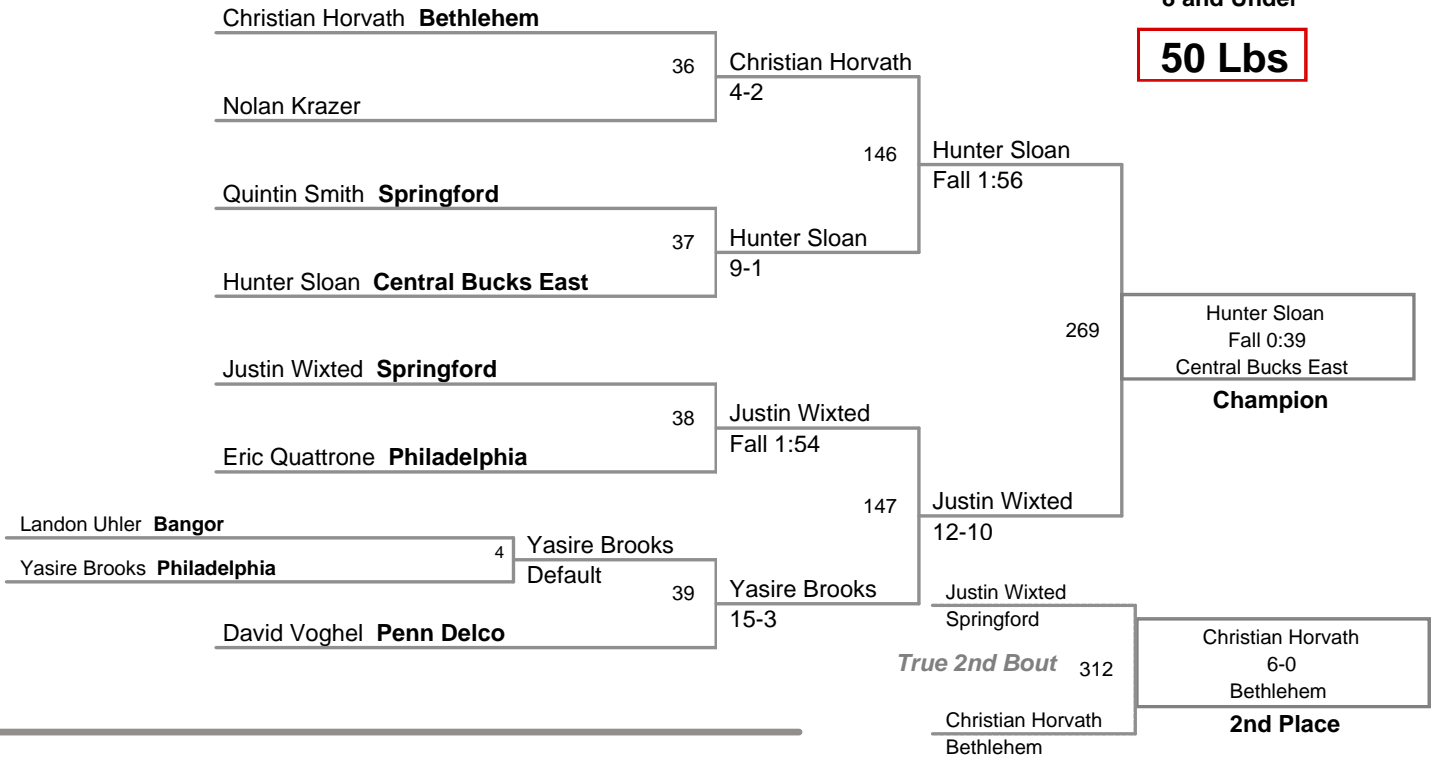 8 and Under
50 Lbs
Christian Horvath Bethlehem
36
Nolan Krazer
Christian Horvath
4-2
146
Quintin Smith Springford
37
Hunter Sloan Central Bucks East
Hunter Sloan
9-1
Hunter Sloan
Fall 1:56
269
Hunter Sloan
Fall 0:39
Central Bucks East
Champion
Justin Wixted Springford
38
Eric Quattrone Philadelphia
Justin Wixted
Fall 1:54
147
Justin Wixted
12-10
Landon Uhler Bangor
4
Yasire Brooks Philadelphia
Yasire Brooks
Default
39
David Voghel Penn Delco
Yasire Brooks
15-3
Justin Wixted
Springford
True 2nd Bout 312
Christian Horvath
Bethlehem
Christian Horvath
6-0
Bethlehem
2nd Place